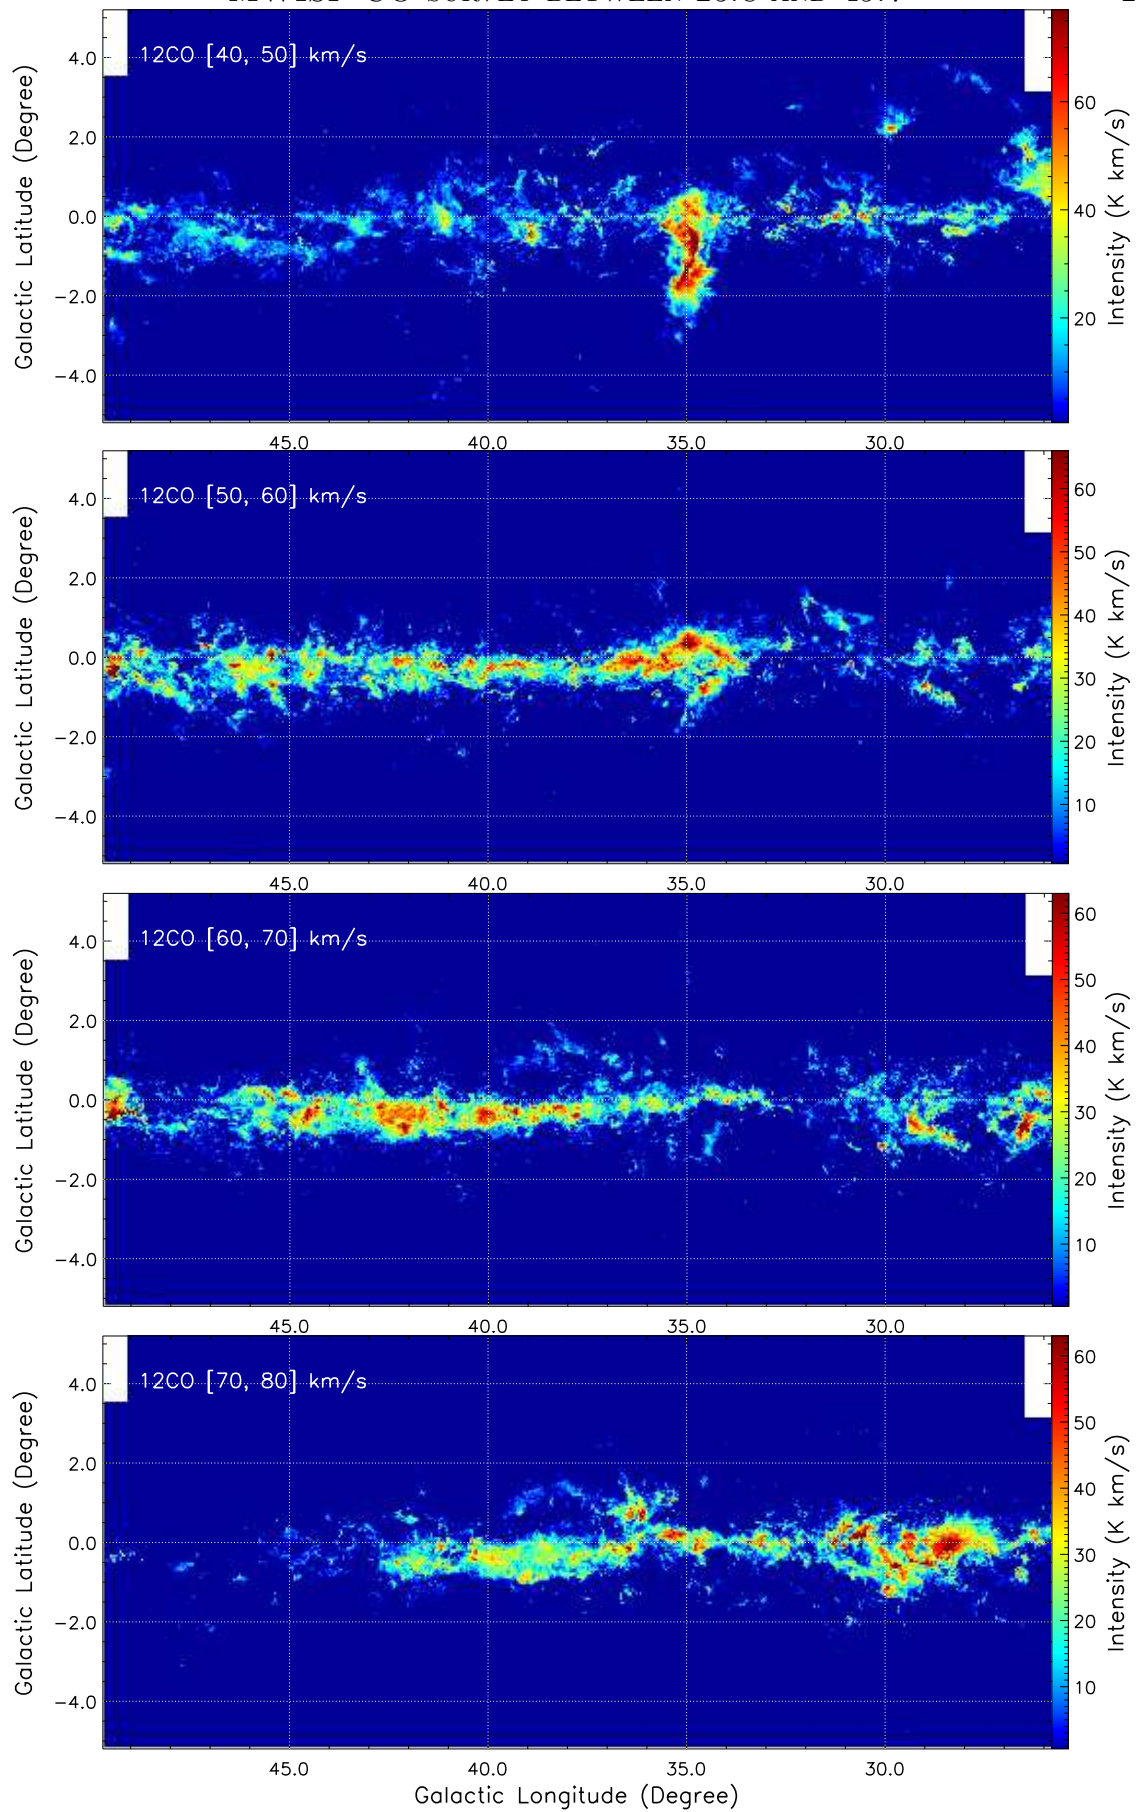 12CO [40, 50] km/s
Galactic Latitude (Degree)
4.0
2.0
0.0
−2.0
−4.0
45.0 40.0 35.0 30.0
60
40
20
Intensity (K km/s)
12CO [50, 60] km/s
Galactic Latitude (Degree)
4.0
2.0
0.0
−2.0
−4.0
45.0 40.0 35.0 30.0
60
50
40
30
20
10
Intensity (K km/s)
12CO [60, 70] km/s
Galactic Latitude (Degree)
4.0
2.0
0.0
−2.0
−4.0
45.0 40.0 35.0 30.0
60
50
40
30
20
10
Intensity (K km/s)
12CO [70, 80] km/s
Galactic Latitude (Degree)
4.0
2.0
0.0
−2.0
−4.0
45.0 40.0 35.0 30.0
60
50
40
30
20
10
Intensity (K km/s)
Galactic Longitude (Degree)